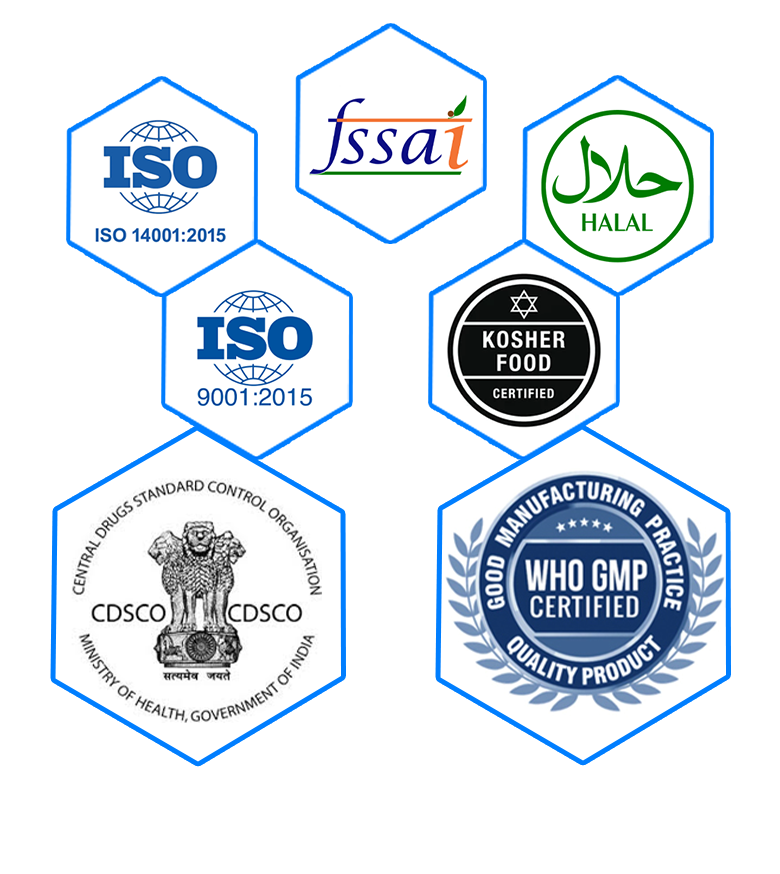 fssai
ISO
ISO 14001:2015
حلال
HALAL
ISO
9001:2015
KOSHER
FOOD
CERTIFIED
CENTRAL DRUGS STANDARD CONTROL ORGANISATION
CDSCO CDSCO
सत्यमेव जयते
MINISTRY OF HEALTH, GOVERNMENT OF INDIA
GOOD MANUFACTURING PRACTICE
WHO GMP
CERTIFIED
QUALITY PRODUCT